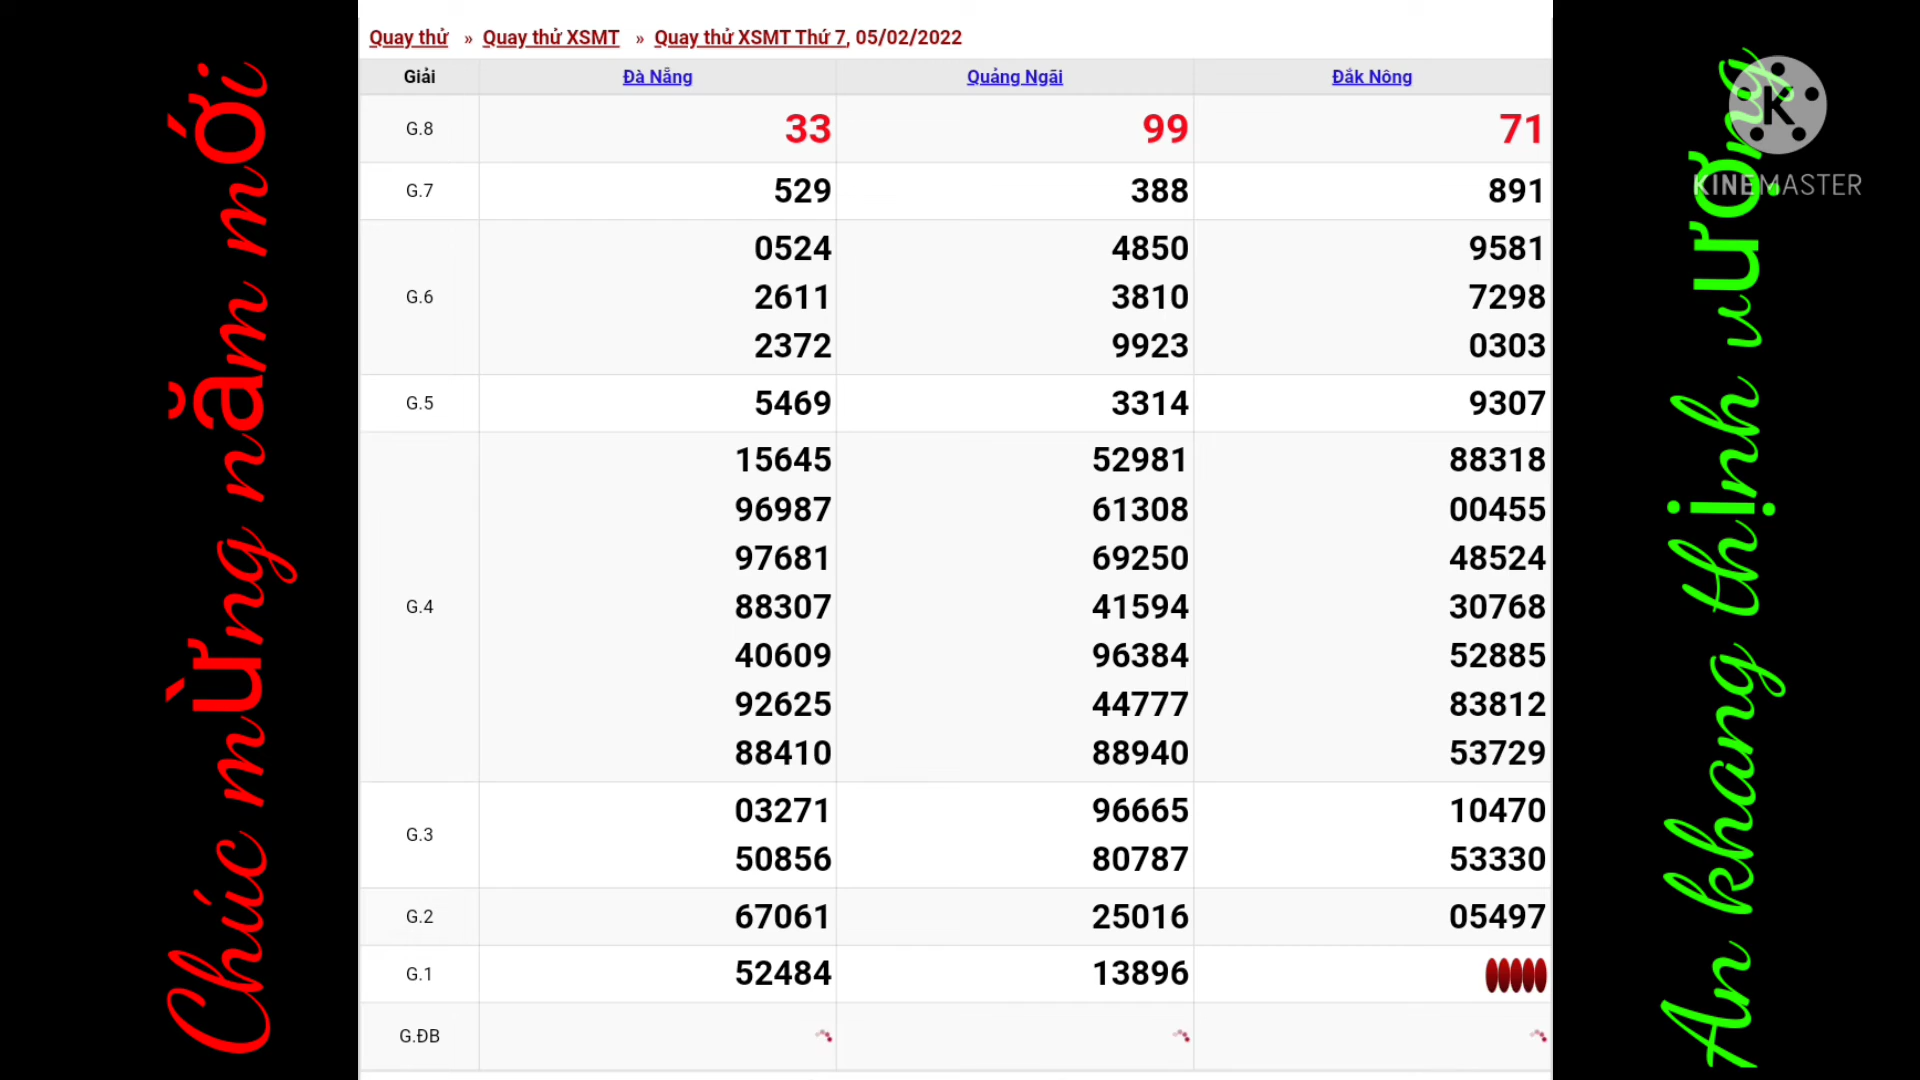 Chúc mừng năm mới
Quay thử » Quay thử XSMT » Quay thử XSMT Thứ 7, 05/02/2022
Giải Đà Nẵng Quảng Ngãi Đắk Nông
G.8 33 99 71
G.7 529 388 891
G.6 0524 4850 9581
2611 3810 7298
2372 9923 0303
G.5 5469 3314 9307
G.4 15645 52981 88318
96987 61308 00455
97681 69250 48524
88307 41594 30768
40609 96384 52885
92625 44777 83812
88410 88940 53729
G.3 03271 96665 10470
50856 80787 53330
G.2 67061 25016 05497
G.1 52484 13896
G.ĐB
An khang thịnh vượng
K
KINEMASTER